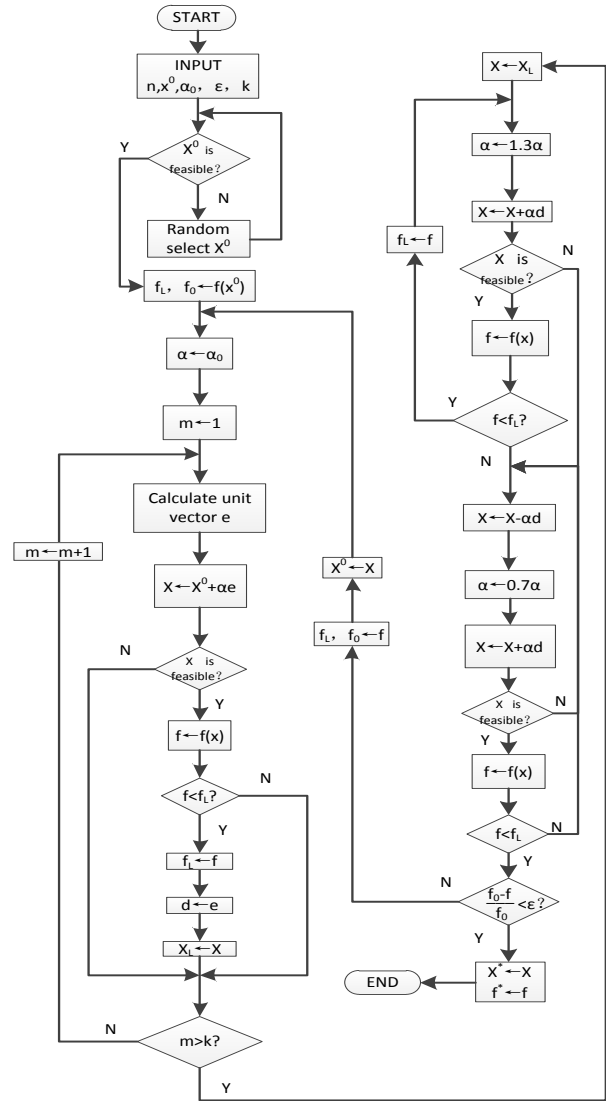 START
INPUT
n,x⁰,α₀, ε, k
X⁰ is
feasible?
Y
N
Random
select X⁰
f_L, f₀←f(x⁰)
α←α₀
m←1
Calculate unit
vector e
m←m+1
X←X⁰+αe
N
X is
feasible?
Y
f←f(x)
N
f<f_L?
Y
f_L←f
d←e
X_L←X
N
m>k?
Y
X←X_L
α←1.3α
X←X+αd
f_L←f
N
X is
feasible?
Y
f←f(x)
Y
f<f_L?
N
X←X-αd
α←0.7α
X⁰←X
f_L, f₀←f
X←X+αd
X is
feasible?
N
Y
f←f(x)
f<f_L
N
Y
N
f₀-f
f₀
<ε?
Y
X*←X
f*←f
END